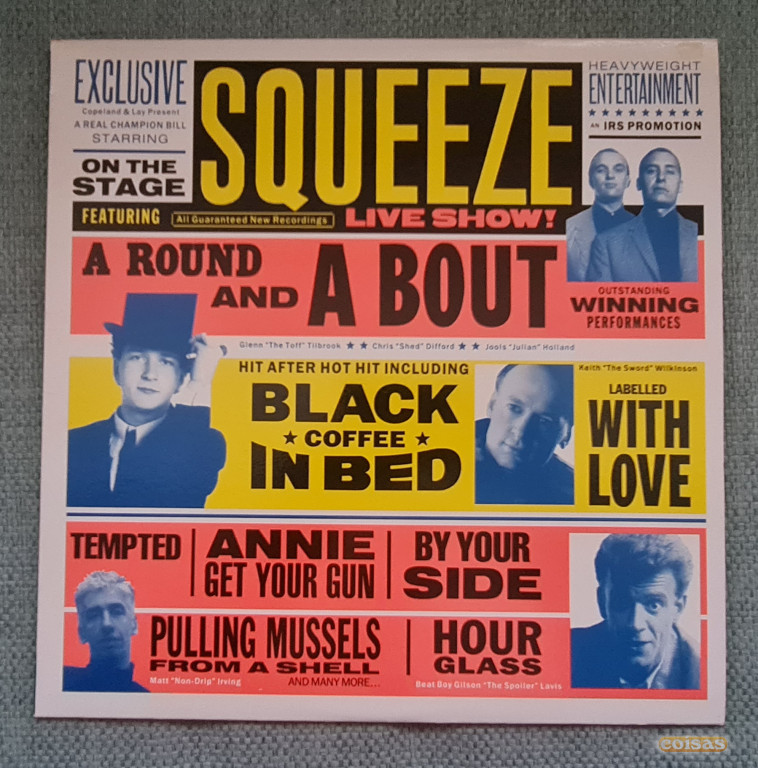 EXCLUSIVE
Copeland & Lay Present
A REAL CHAMPION BILL
STARRING
ON THE
STAGE
SQUEEZE
HEAVYWEIGHT
ENTERTAINMENT
AN IRS PROMOTION
FEATURING
All Guaranteed New Recordings
LIVE SHOW!
A ROUND
AND A BOUT
OUTSTANDING
WINNING
PERFORMANCES
Glenn "The Toff" Tilbrook ★ ★ Chris "Shed" Difford ★ ★ Jools "Julian" Holland
Keith "The Sword" Wilkinson
HIT AFTER HOT HIT INCLUDING
BLACK
★ COFFEE ★
IN BED
LABELLED
WITH
LOVE
TEMPTED
ANNIE
GET YOUR GUN
BY YOUR
SIDE
PULLING MUSSELS
FROM A SHELL
AND MANY MORE...
HOUR
GLASS
Matt "Non-Drip" Irving
Beat Boy Gilson "The Spoiler" Lavis
coisas